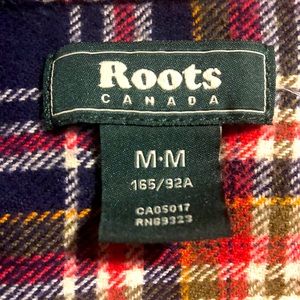 Roots
CANADA
M·M
165/92A
CA05017
RN89323